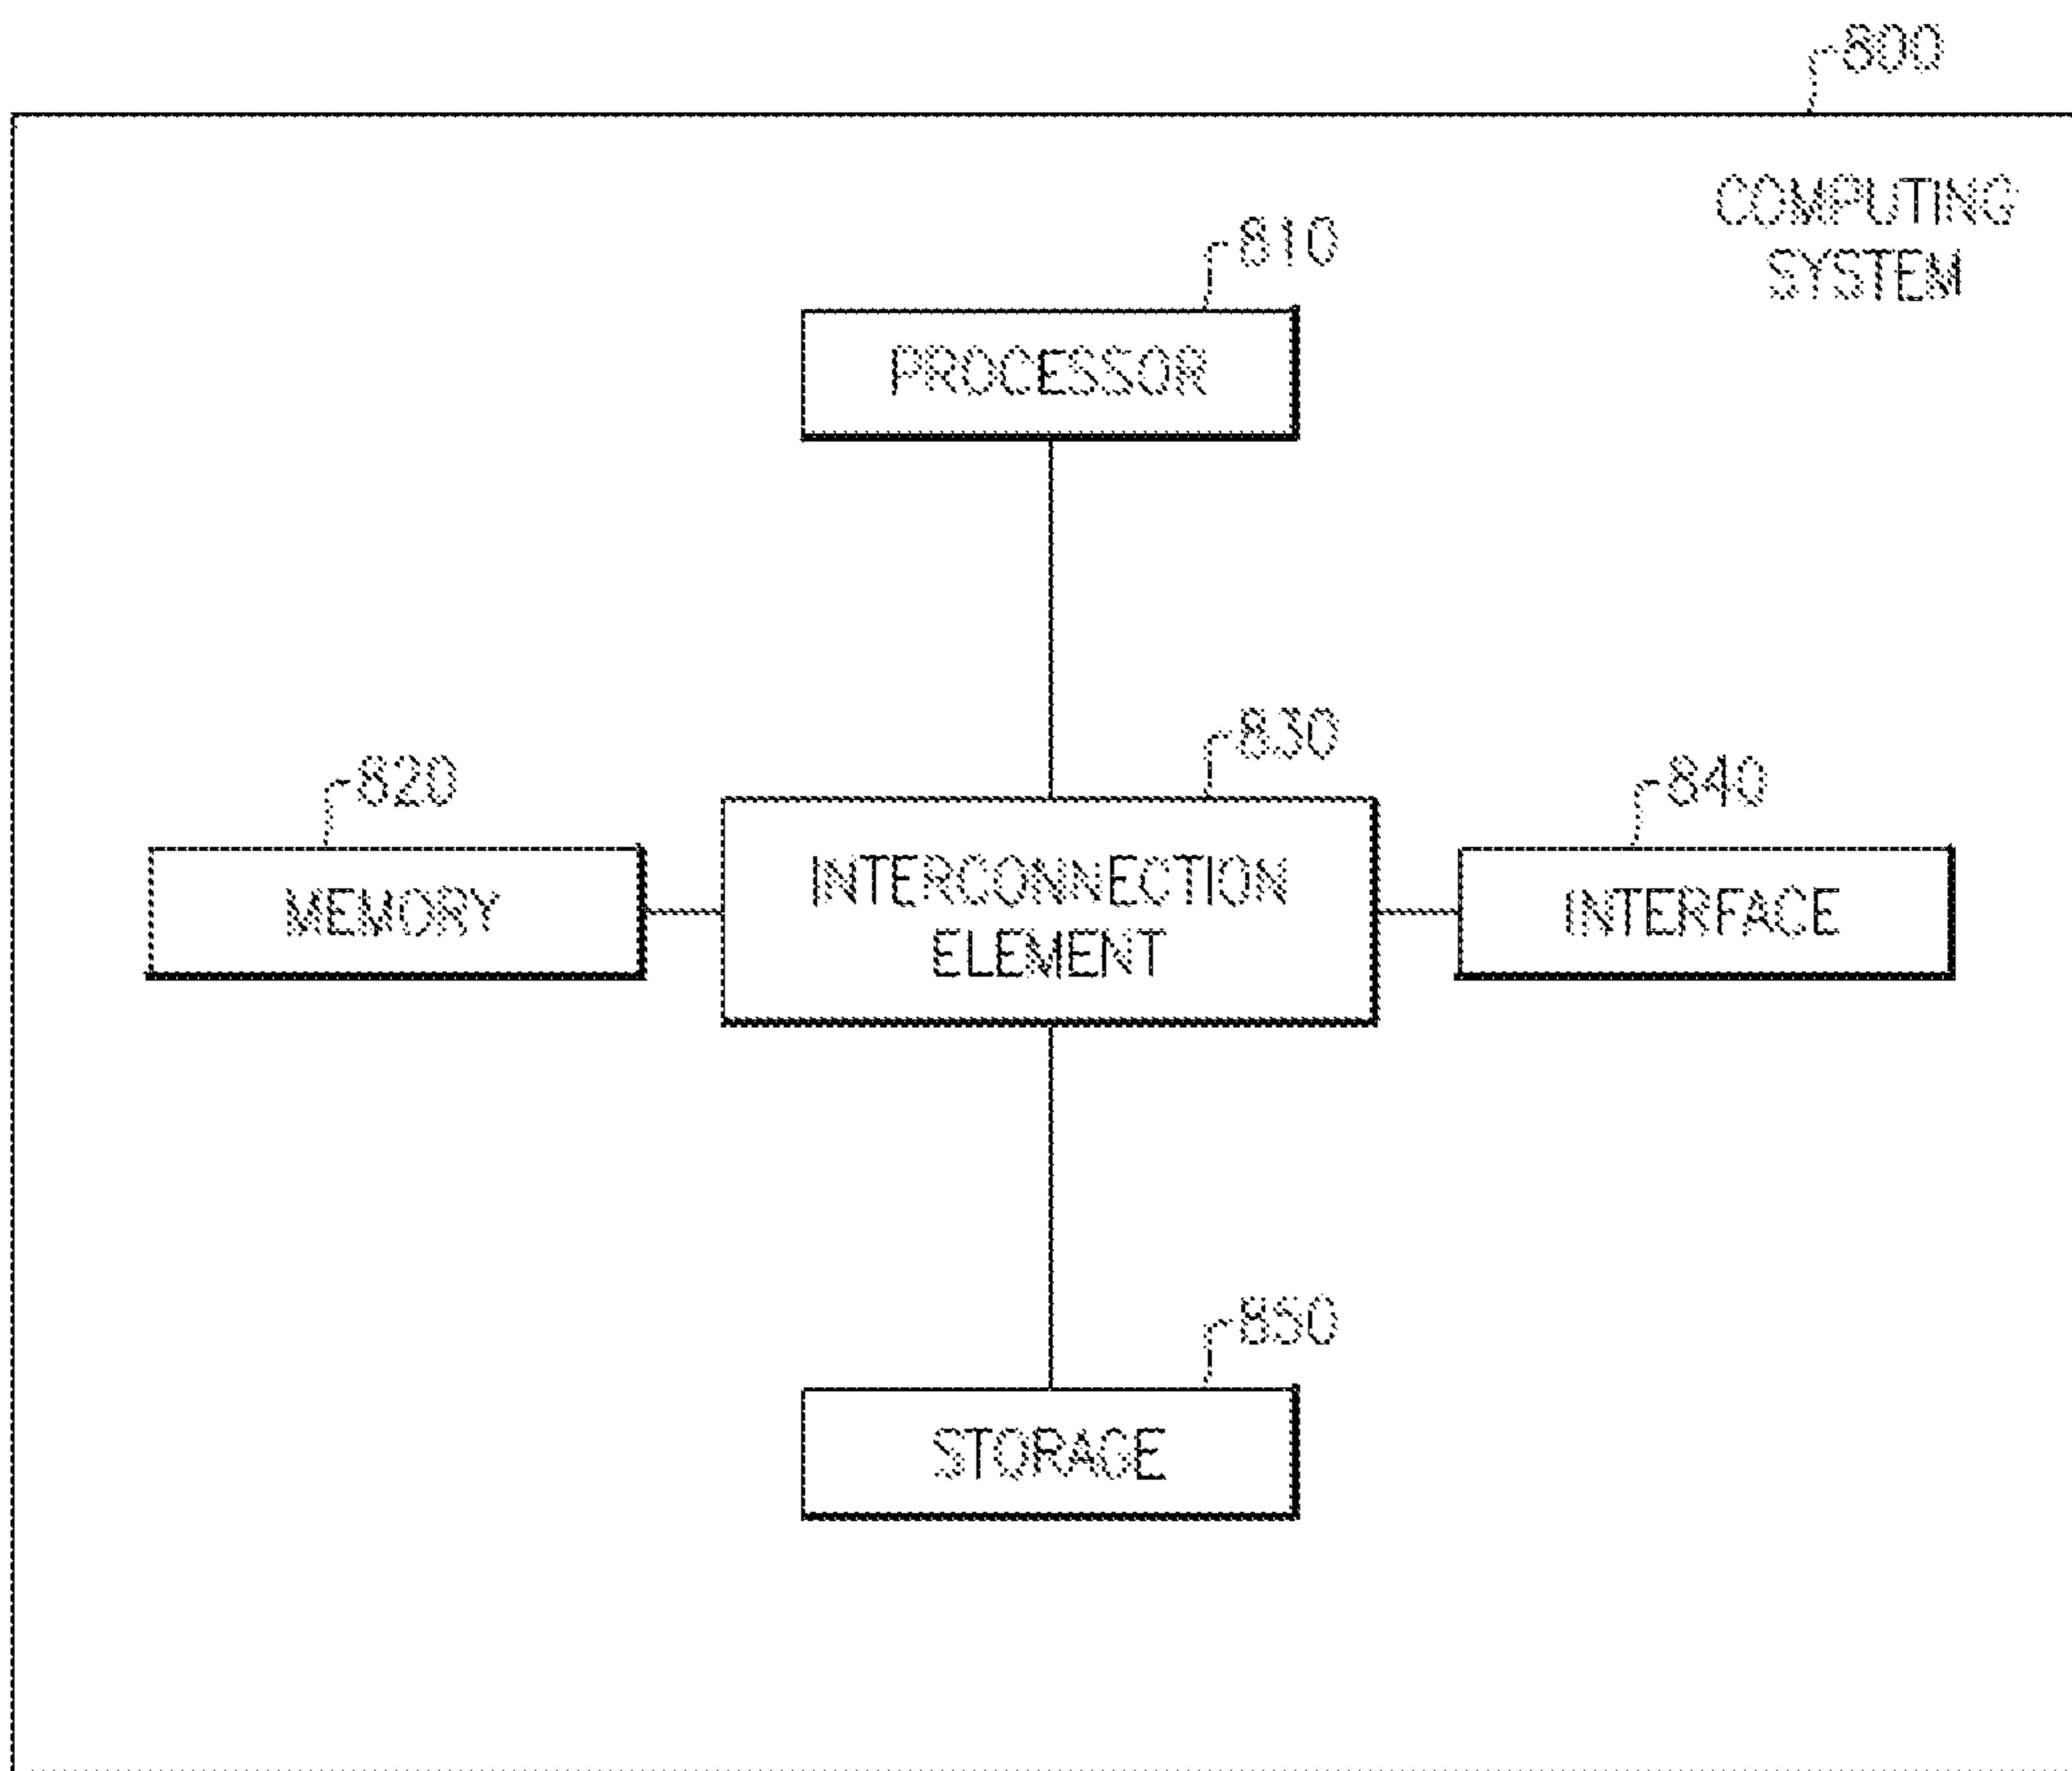 800
COMPUTING
SYSTEM
810
PROCESSOR
830
820
840
INTERCONNECTION
ELEMENT
MEMORY
INTERFACE
850
STORAGE